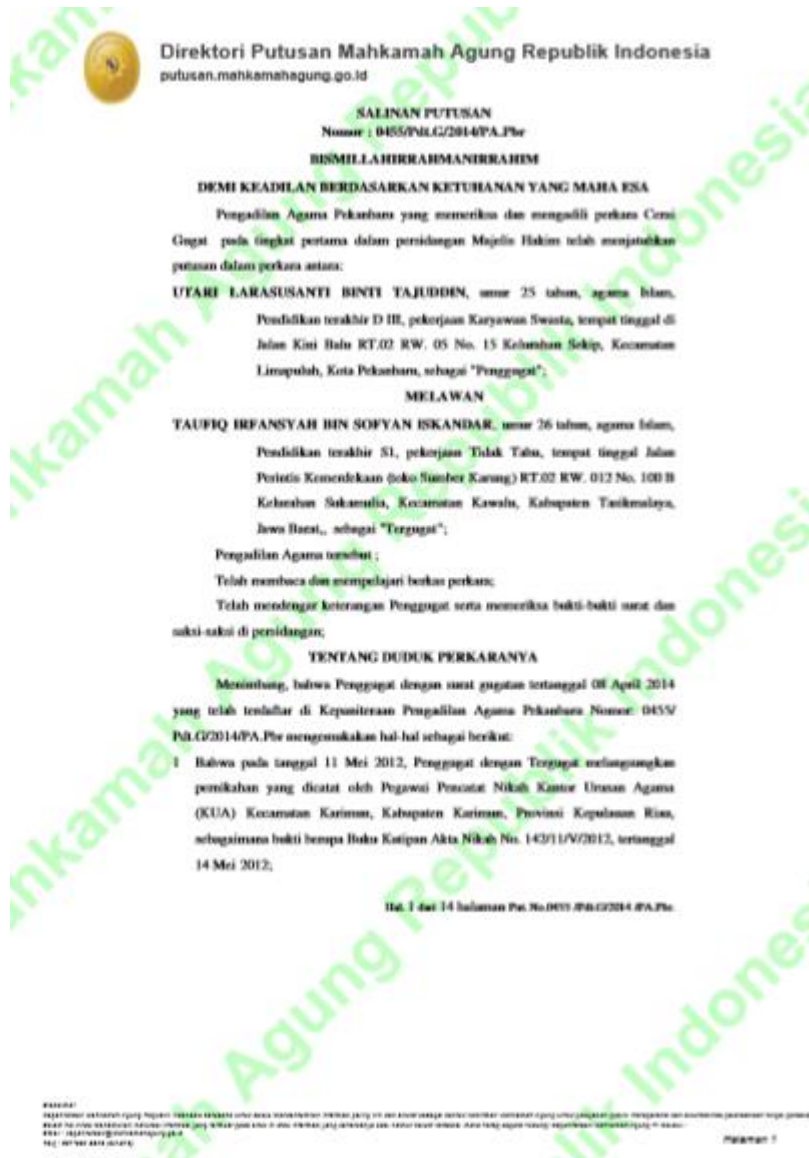 Direktori Putusan Mahkamah Agung Republik Indonesia
putusan.mahkamahagung.go.id
SALINAN PUTUSAN
Nomor : 0455/Pdt.G/2014/PA.Pbr
BISMILLAHIRRAHMANIRRAHIM
DEMI KEADILAN BERDASARKAN KETUHANAN YANG MAHA ESA
Pengadilan Agama Pekanbaru yang memeriksa dan mengadili perkara Cerai
Gugat pada tingkat pertama dalam persidangan Majelis Hakim telah menjatuhkan
putusan dalam perkara antara:
UTARI LARASUSANTI BINTI TAJUDDIN, umur 25 tahun, agama Islam,
Pendidikan terakhir D III, pekerjaan Karyawan Swasta, tempat tinggal di
Jalan Kini Balu RT.02 RW. 05 No. 15 Kelurahan Sekip, Kecamatan
Limapuluh, Kota Pekanbaru, sebagai "Penggugat";
MELAWAN
TAUFIQ IRFANSYAH BIN SOFYAN ISKANDAR, umur 26 tahun, agama Islam,
Pendidikan terakhir S1, pekerjaan Tidak Tahu, tempat tinggal Jalan
Perintis Kemerdekaan (toko Sumber Karung) RT.02 RW. 012 No. 100 B
Kelurahan Sukamulia, Kecamatan Kawalu, Kabupaten Tasikmalaya,
Jawa Barat,, sebagai "Tergugat";
Pengadilan Agama tersebut ;
Telah membaca dan mempelajari berkas perkara;
Telah mendengar keterangan Penggugat serta memeriksa bukti-bukti surat dan
saksi-saksi di persidangan;
TENTANG DUDUK PERKARANYA
Menimbang, bahwa Penggugat dengan surat gugatan tertanggal 08 April 2014
yang telah terdaftar di Kepaniteraan Pengadilan Agama Pekanbaru Nomor: 0455/
Pdt.G/2014/PA.Pbr mengemukakan hal-hal sebagai berikut:
1 Bahwa pada tanggal 11 Mei 2012, Penggugat dengan Tergugat melangsungkan
pernikahan yang dicatat oleh Pegawai Pencatat Nikah Kantor Urusan Agama
(KUA) Kecamatan Karimun, Kabupaten Karimun, Provinsi Kepulauan Riau,
sebagaimana bukti berupa Buku Kutipan Akta Nikah No. 142/11/V/2012, tertanggal
14 Mei 2012;
Hal. 1 dari 14 halaman Put. No.0455 /Pdt.G/2014 /PA.Pbr
Halaman 1